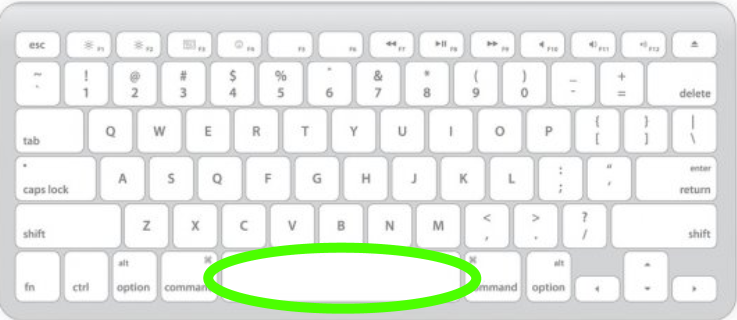 esc F1 F2 F3 F4 F5 F6 F7 F8 F9 F10 F11 F12
~ ! @ # $ % ^ & * ( ) _ +
` 1 2 3 4 5 6 7 8 9 0 - = delete
{ } |
tab Q W E R T Y U I O P [ ] \
: " enter
caps lock A S Q F G H J K L ; ' return
< > ?
shift Z X C V B N M , . / shift
alt ⌘ ⌘ alt
fn ctrl option command command option